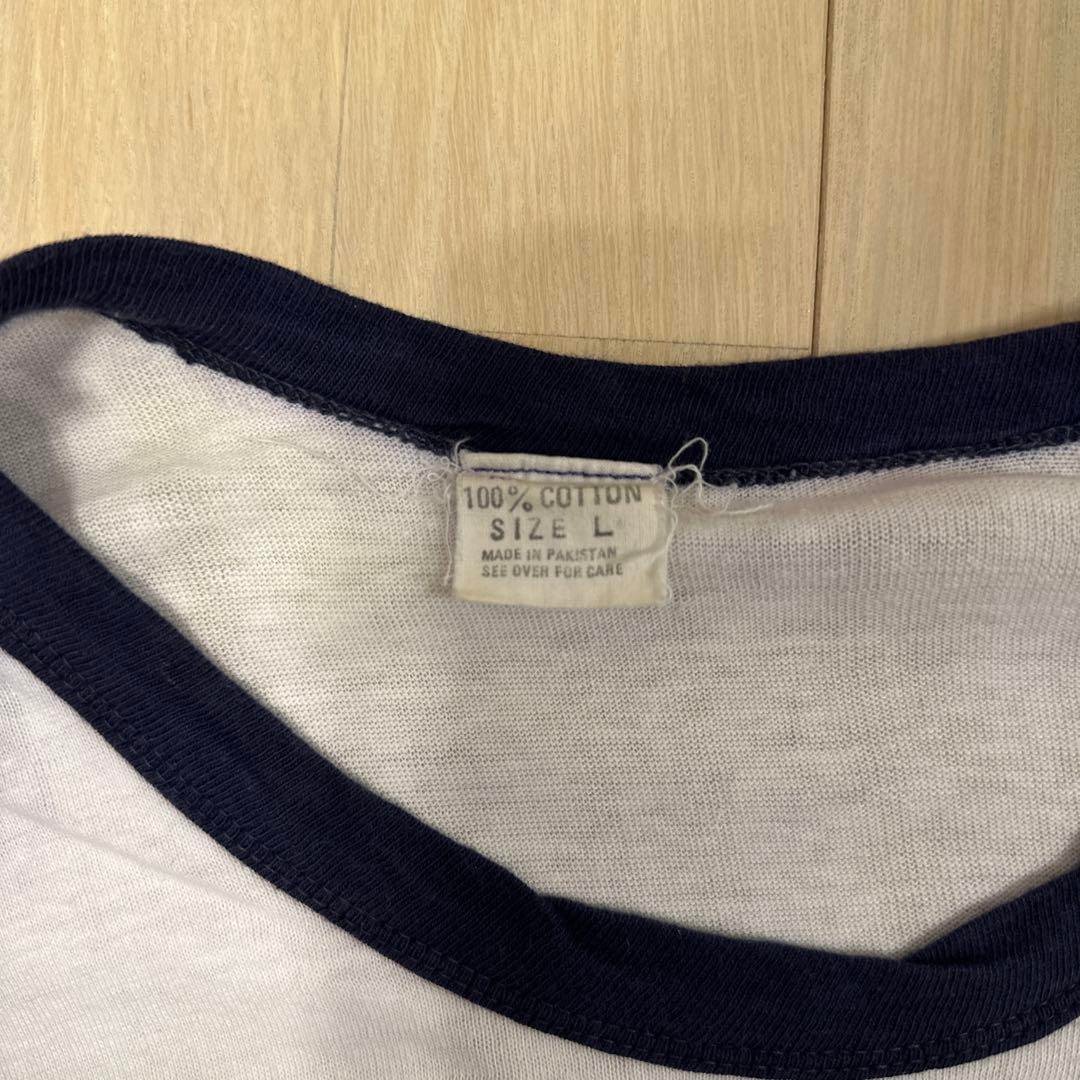 100% COTTON
SIZE L
MADE IN PAKISTAN
SEE OVER FOR CARE